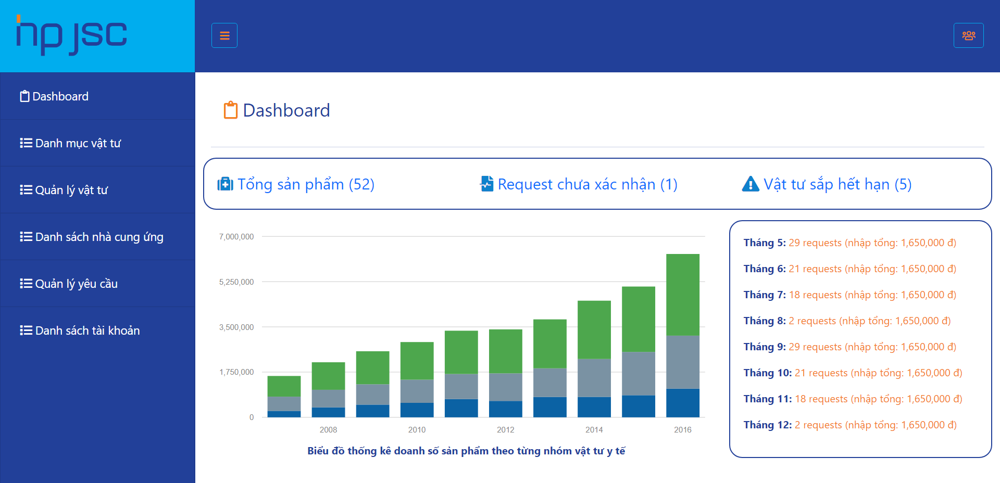 hp jsc
Dashboard
Danh mục vật tư
Quản lý vật tư
Danh sách nhà cung ứng
Quản lý yêu cầu
Danh sách tài khoản
Dashboard
Tổng sản phẩm (52)
Request chưa xác nhận (1)
Vật tư sắp hết hạn (5)
7,000,000
5,250,000
3,500,000
1,750,000
0
2008
2010
2012
2014
2016
Biểu đồ thống kê doanh số sản phẩm theo từng nhóm vật tư y tế
Tháng 5: 29 requests (nhập tổng: 1,650,000 đ)
Tháng 6: 21 requests (nhập tổng: 1,650,000 đ)
Tháng 7: 18 requests (nhập tổng: 1,650,000 đ)
Tháng 8: 2 requests (nhập tổng: 1,650,000 đ)
Tháng 9: 29 requests (nhập tổng: 1,650,000 đ)
Tháng 10: 21 requests (nhập tổng: 1,650,000 đ)
Tháng 11: 18 requests (nhập tổng: 1,650,000 đ)
Tháng 12: 2 requests (nhập tổng: 1,650,000 đ)